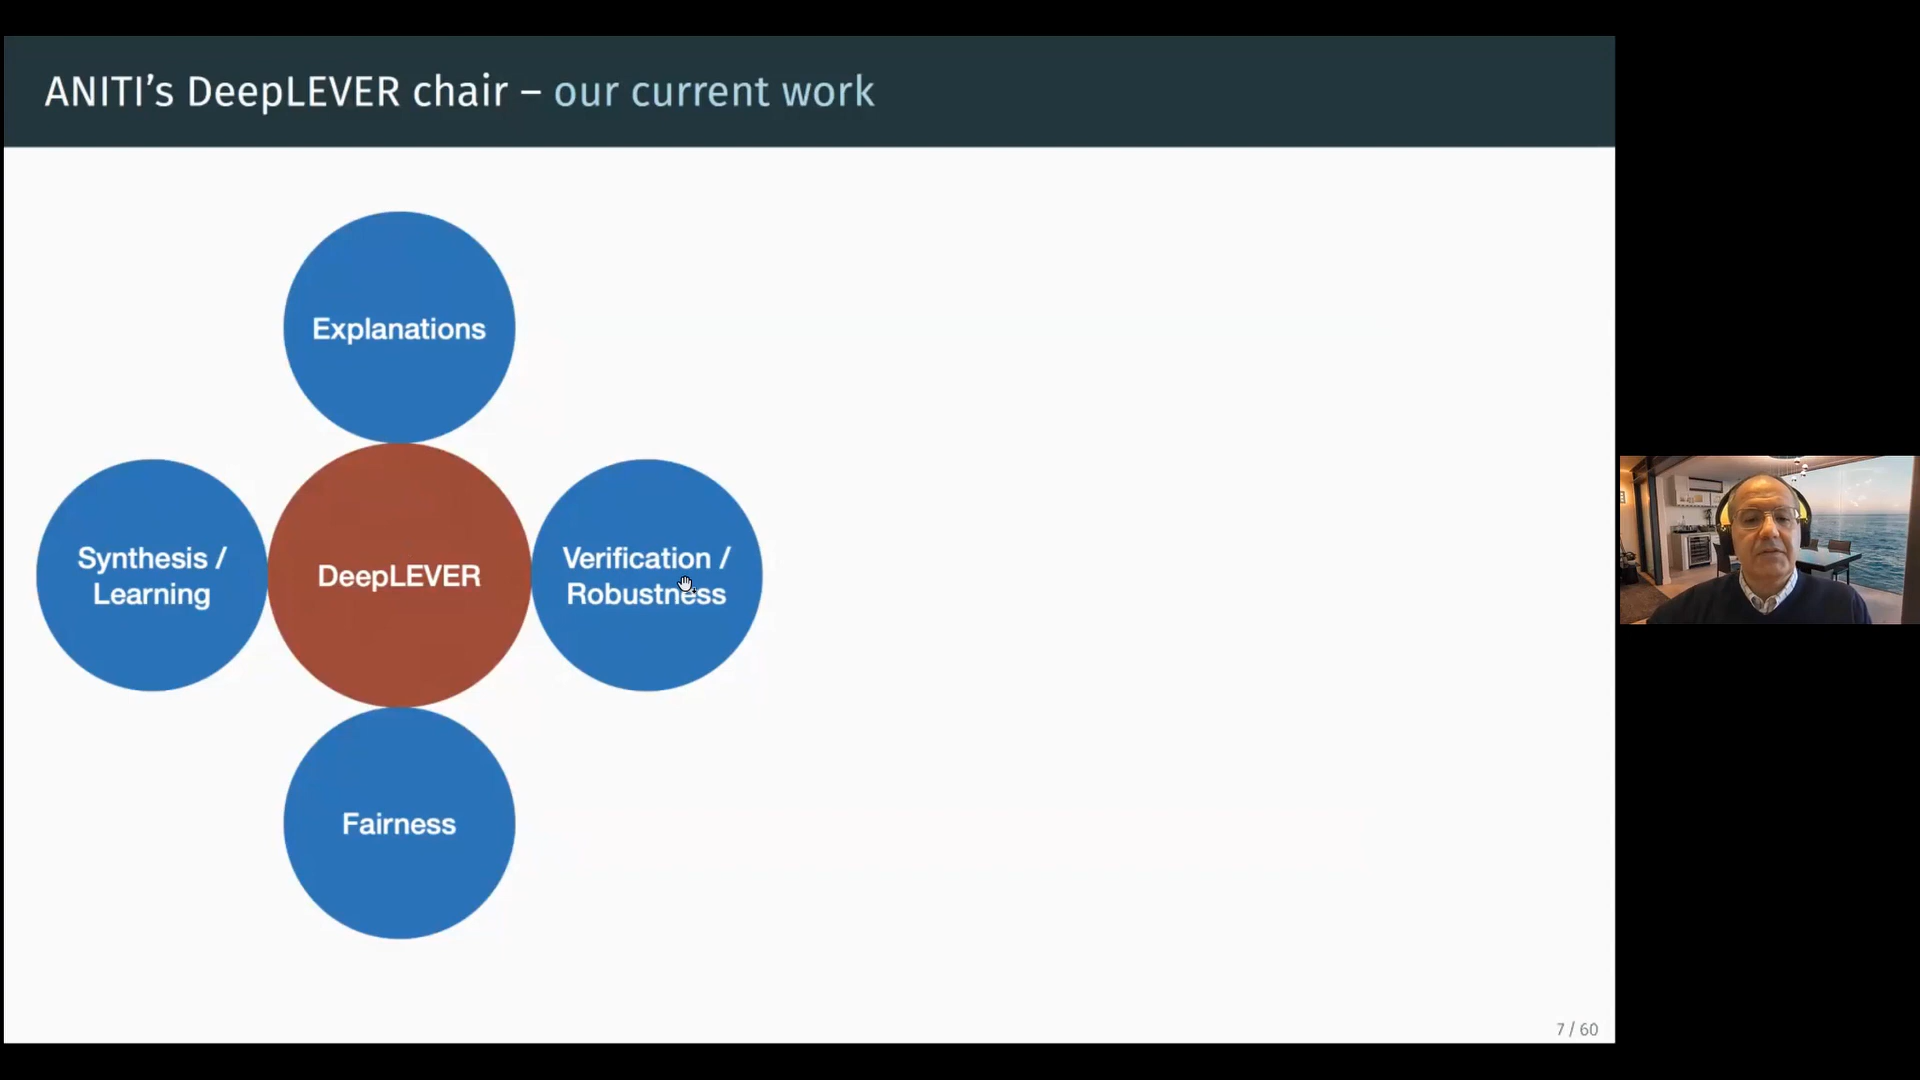 ANITI's DeepLEVER chair – our current work
Explanations
Synthesis /
Learning
DeepLEVER
Verification /
Robustness
Fairness
7 / 60